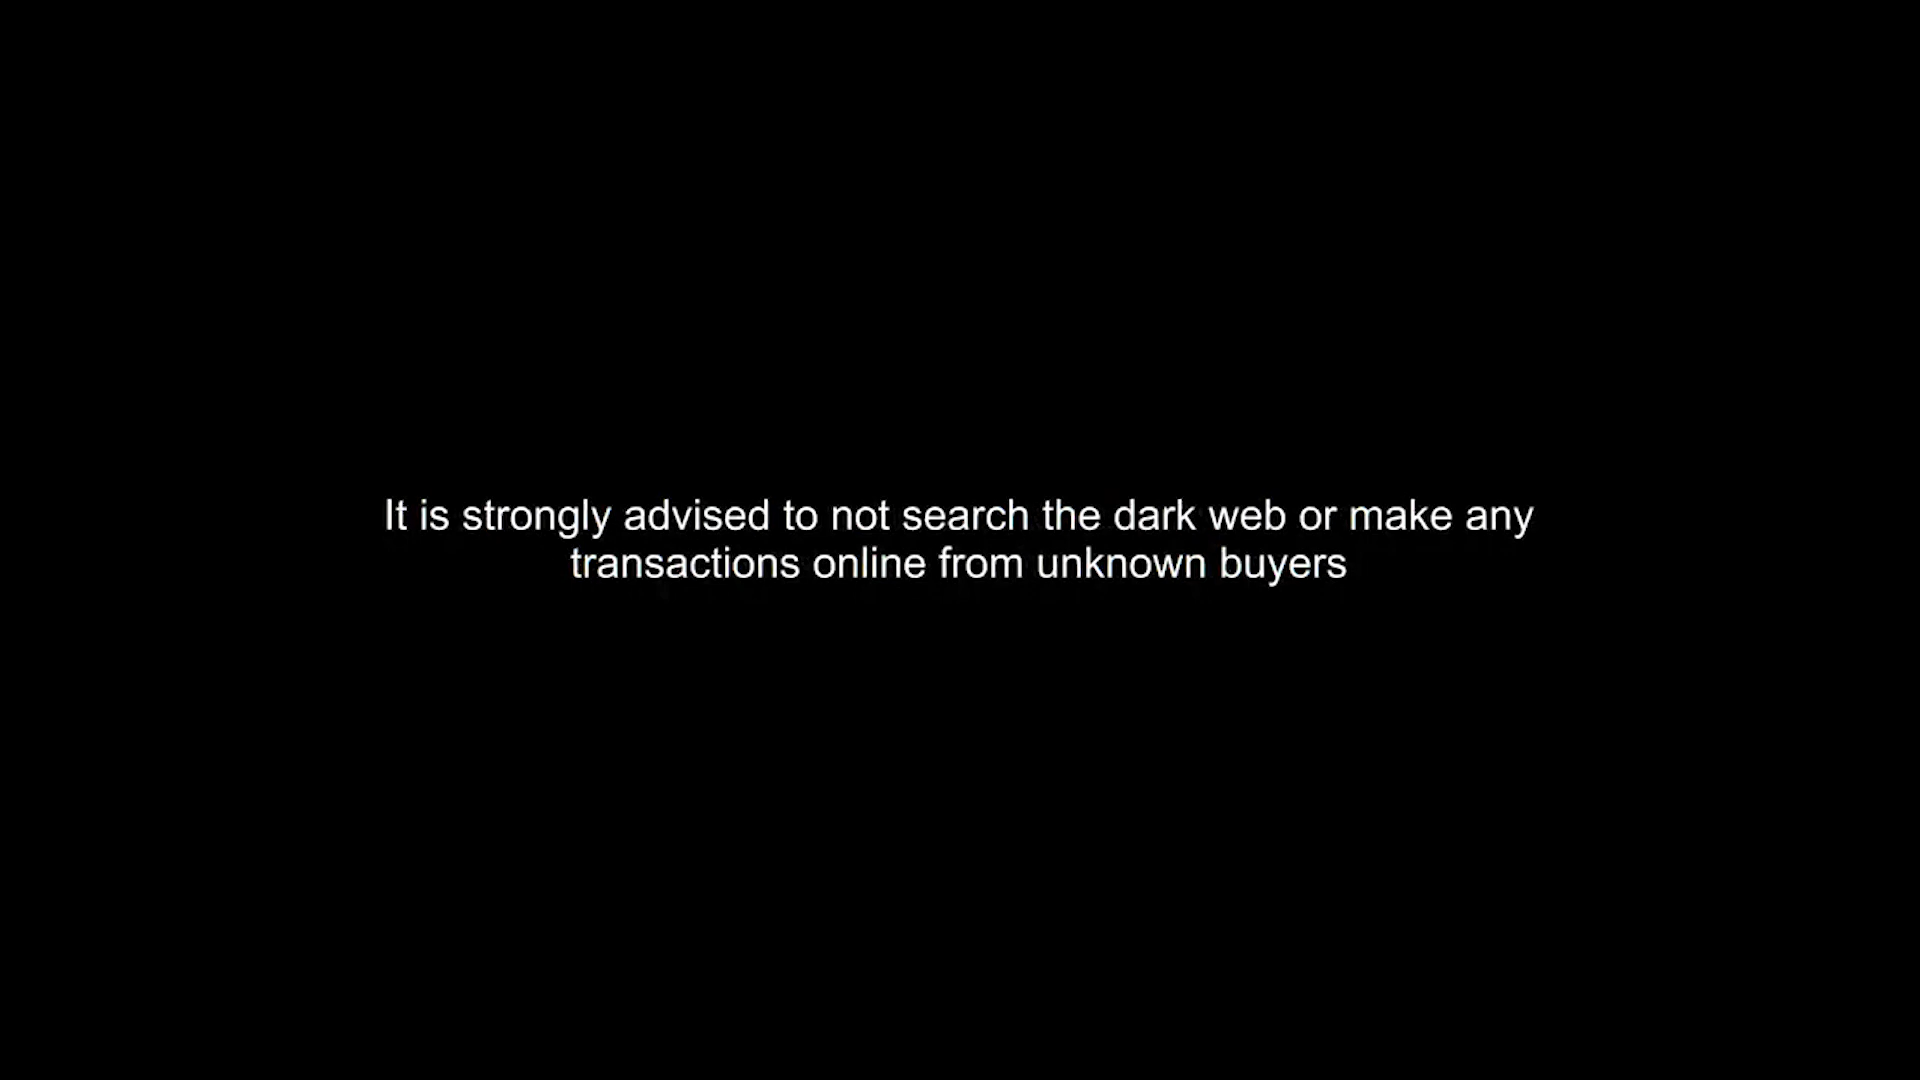 It is strongly advised to not search the dark web or make any
transactions online from unknown buyers